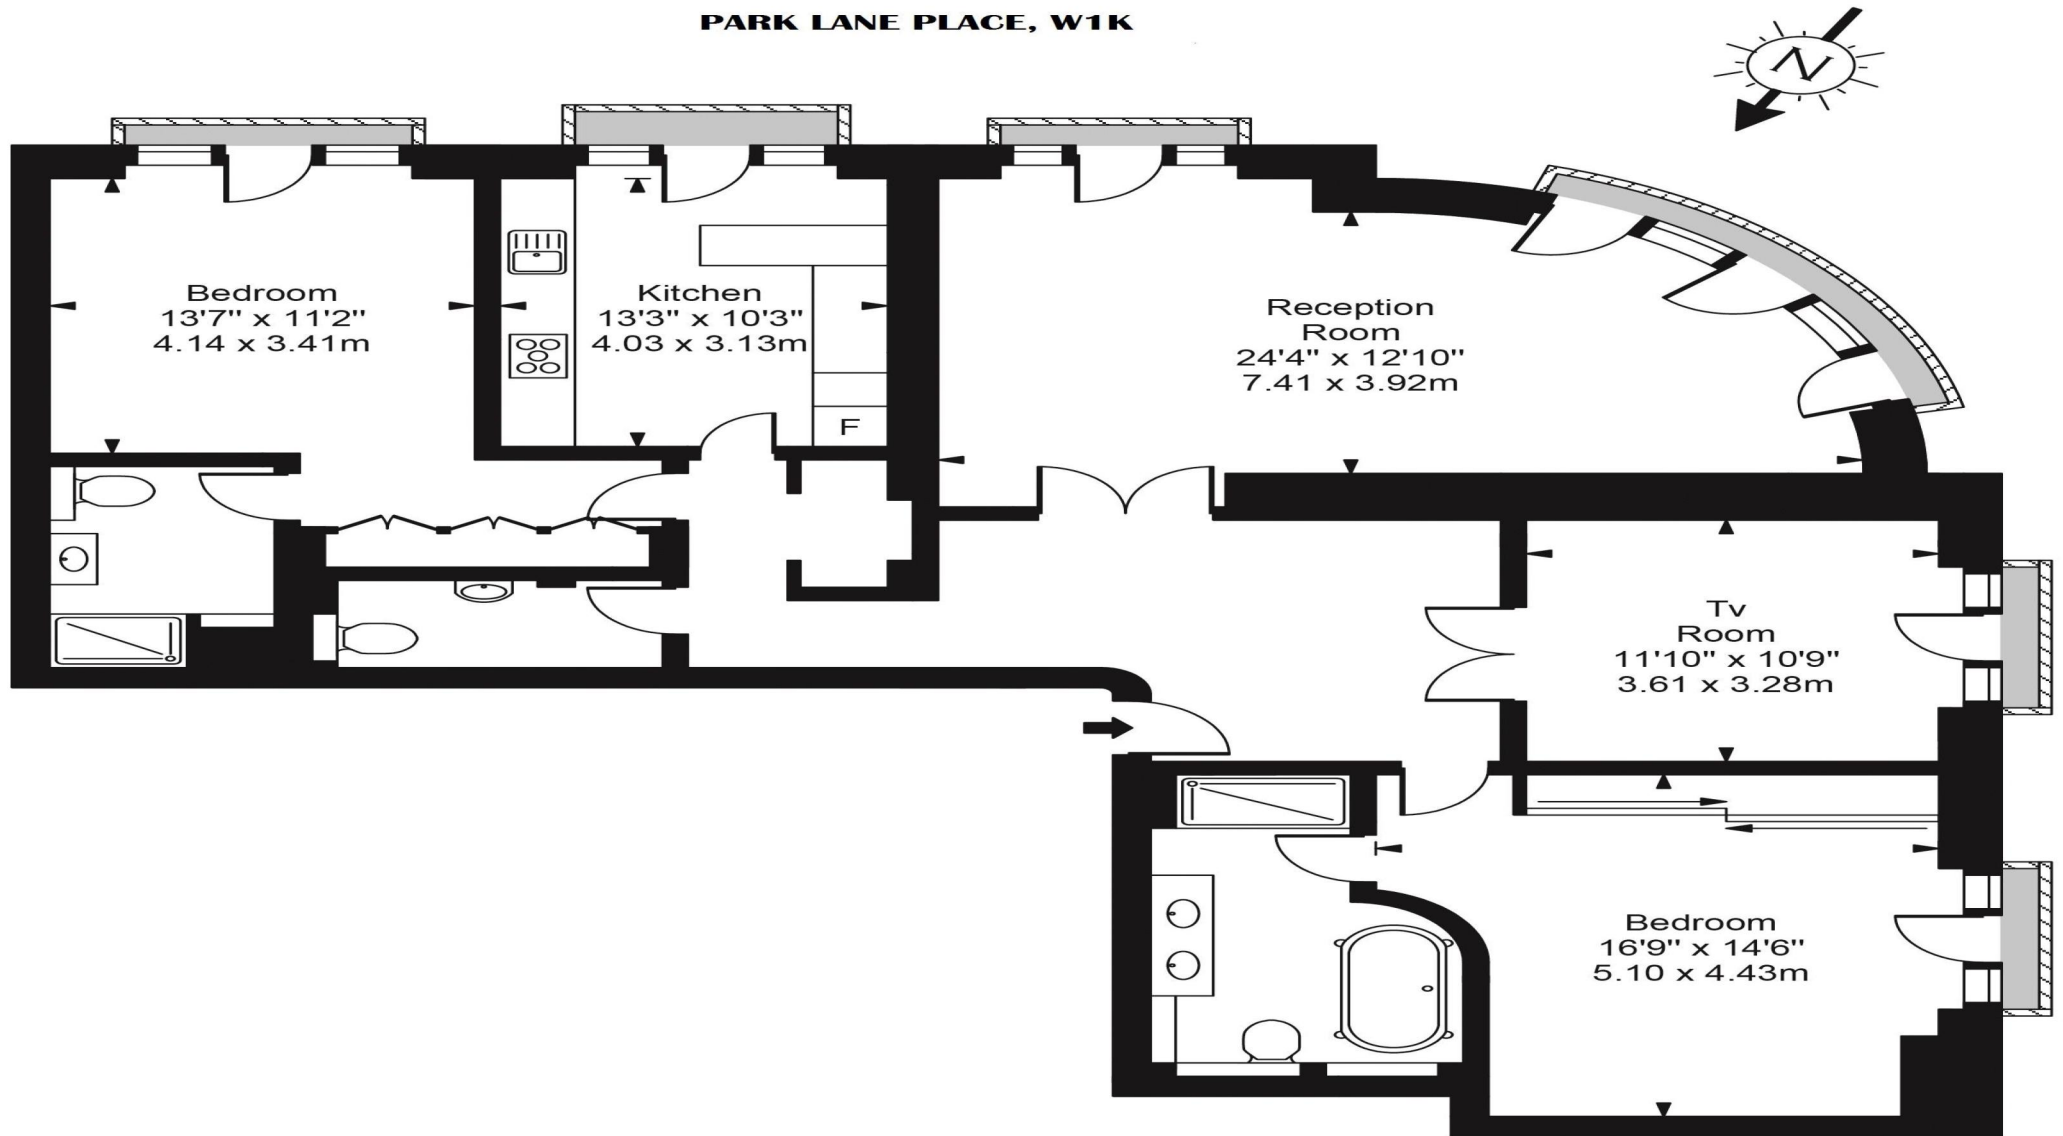 PARK LANE PLACE, W1K
N
Bedroom
13'7" x 11'2"
4.14 x 3.41m
Kitchen
13'3" x 10'3"
4.03 x 3.13m
F
Reception
Room
24'4" x 12'10"
7.41 x 3.92m
Tv
Room
11'10" x 10'9"
3.61 x 3.28m
Bedroom
16'9" x 14'6"
5.10 x 4.43m